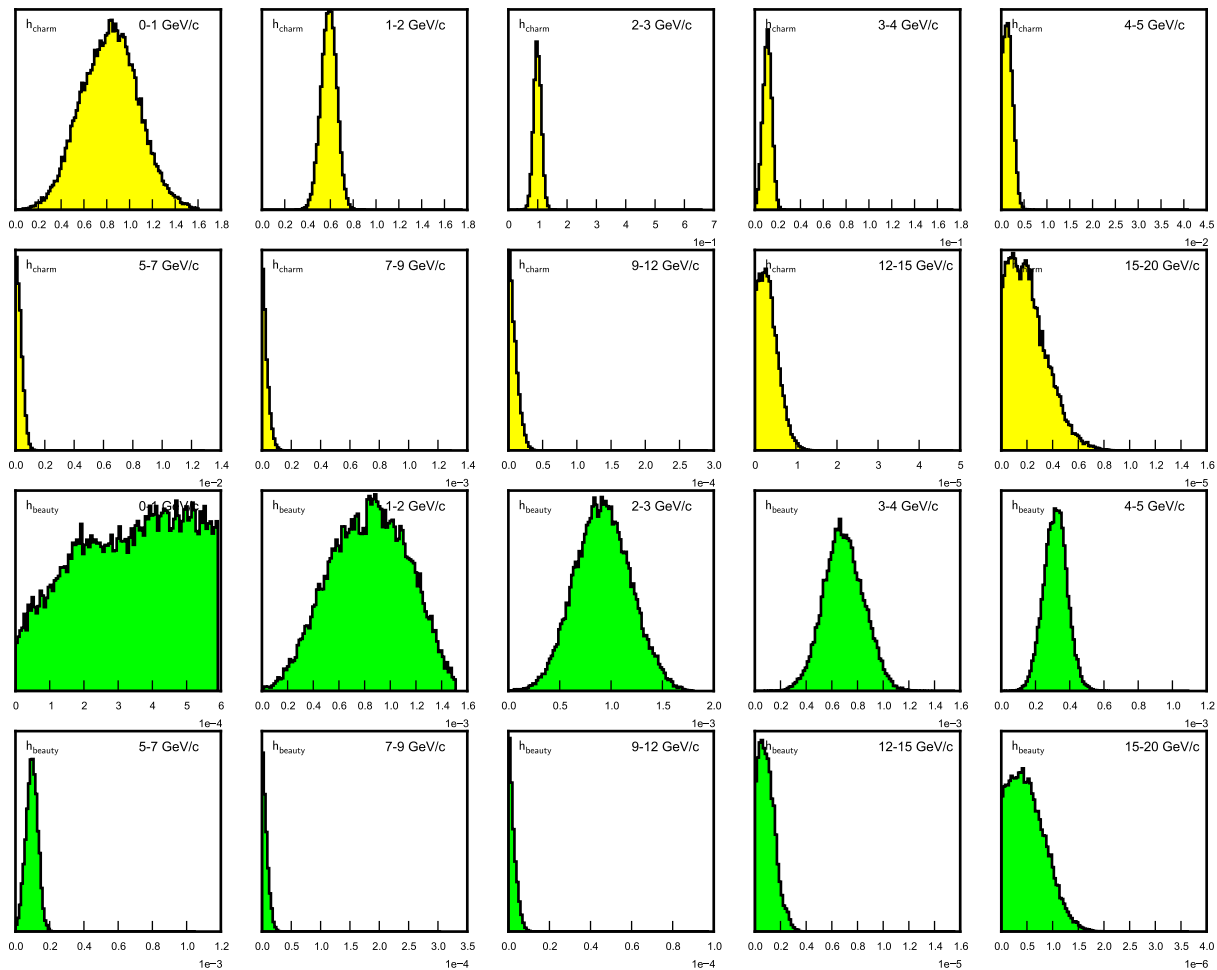 h_charm 0-1 GeV/c h_charm 1-2 GeV/c h_charm 2-3 GeV/c h_charm 3-4 GeV/c h_charm 4-5 GeV/c
0.0 0.2 0.4 0.6 0.8 1.0 1.2 1.4 1.6 1.8 0.0 0.2 0.4 0.6 0.8 1.0 1.2 1.4 1.6 1.8 0 1 2 3 4 5 6 7 0.0 0.2 0.4 0.6 0.8 1.0 1.2 1.4 1.6 1.8 0.0 0.5 1.0 1.5 2.0 2.5 3.0 3.5 4.0 4.5
1e−1 1e−1 1e−2
h_charm 5-7 GeV/c h_charm 7-9 GeV/c h_charm 9-12 GeV/c h_charm 12-15 GeV/c h_charm 15-20 GeV/c
0.0 0.2 0.4 0.6 0.8 1.0 1.2 1.4 0.0 0.2 0.4 0.6 0.8 1.0 1.2 1.4 0.0 0.5 1.0 1.5 2.0 2.5 3.0 0 1 2 3 4 5 0.0 0.2 0.4 0.6 0.8 1.0 1.2 1.4 1.6
1e−2 1e−3 1e−4 1e−5 1e−5
h_beauty 0-1 GeV/c h_beauty 1-2 GeV/c h_beauty 2-3 GeV/c h_beauty 3-4 GeV/c h_beauty 4-5 GeV/c
0 1 2 3 4 5 6 0.0 0.2 0.4 0.6 0.8 1.0 1.2 1.4 1.6 0.0 0.5 1.0 1.5 2.0 0.0 0.2 0.4 0.6 0.8 1.0 1.2 1.4 1.6 0.0 0.2 0.4 0.6 0.8 1.0 1.2
1e−4 1e−3 1e−3 1e−3 1e−3
h_beauty 5-7 GeV/c h_beauty 7-9 GeV/c h_beauty 9-12 GeV/c h_beauty 12-15 GeV/c h_beauty 15-20 GeV/c
0.0 0.2 0.4 0.6 0.8 1.0 1.2 0.0 0.5 1.0 1.5 2.0 2.5 3.0 3.5 0.0 0.2 0.4 0.6 0.8 1.0 0.0 0.2 0.4 0.6 0.8 1.0 1.2 1.4 1.6 0.0 0.5 1.0 1.5 2.0 2.5 3.0 3.5 4.0
1e−3 1e−4 1e−4 1e−5 1e−6